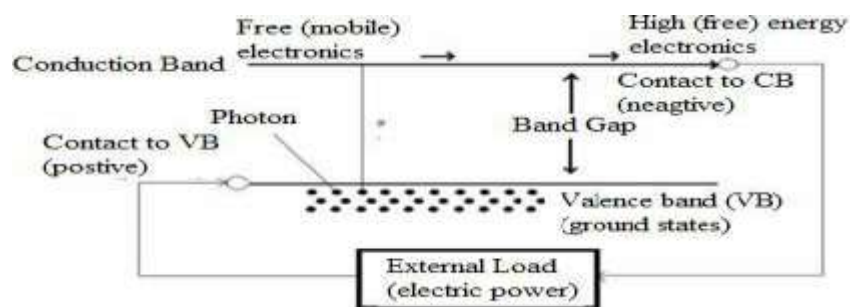 Free (mobile)
electronics
High (free) energy
electronics
Conduction Band
Contact to CB
(neagtive)
Photon
Band Gap
Contact to VB
(postive)
Valence band (VB)
(ground states)
External Load
(electric power)